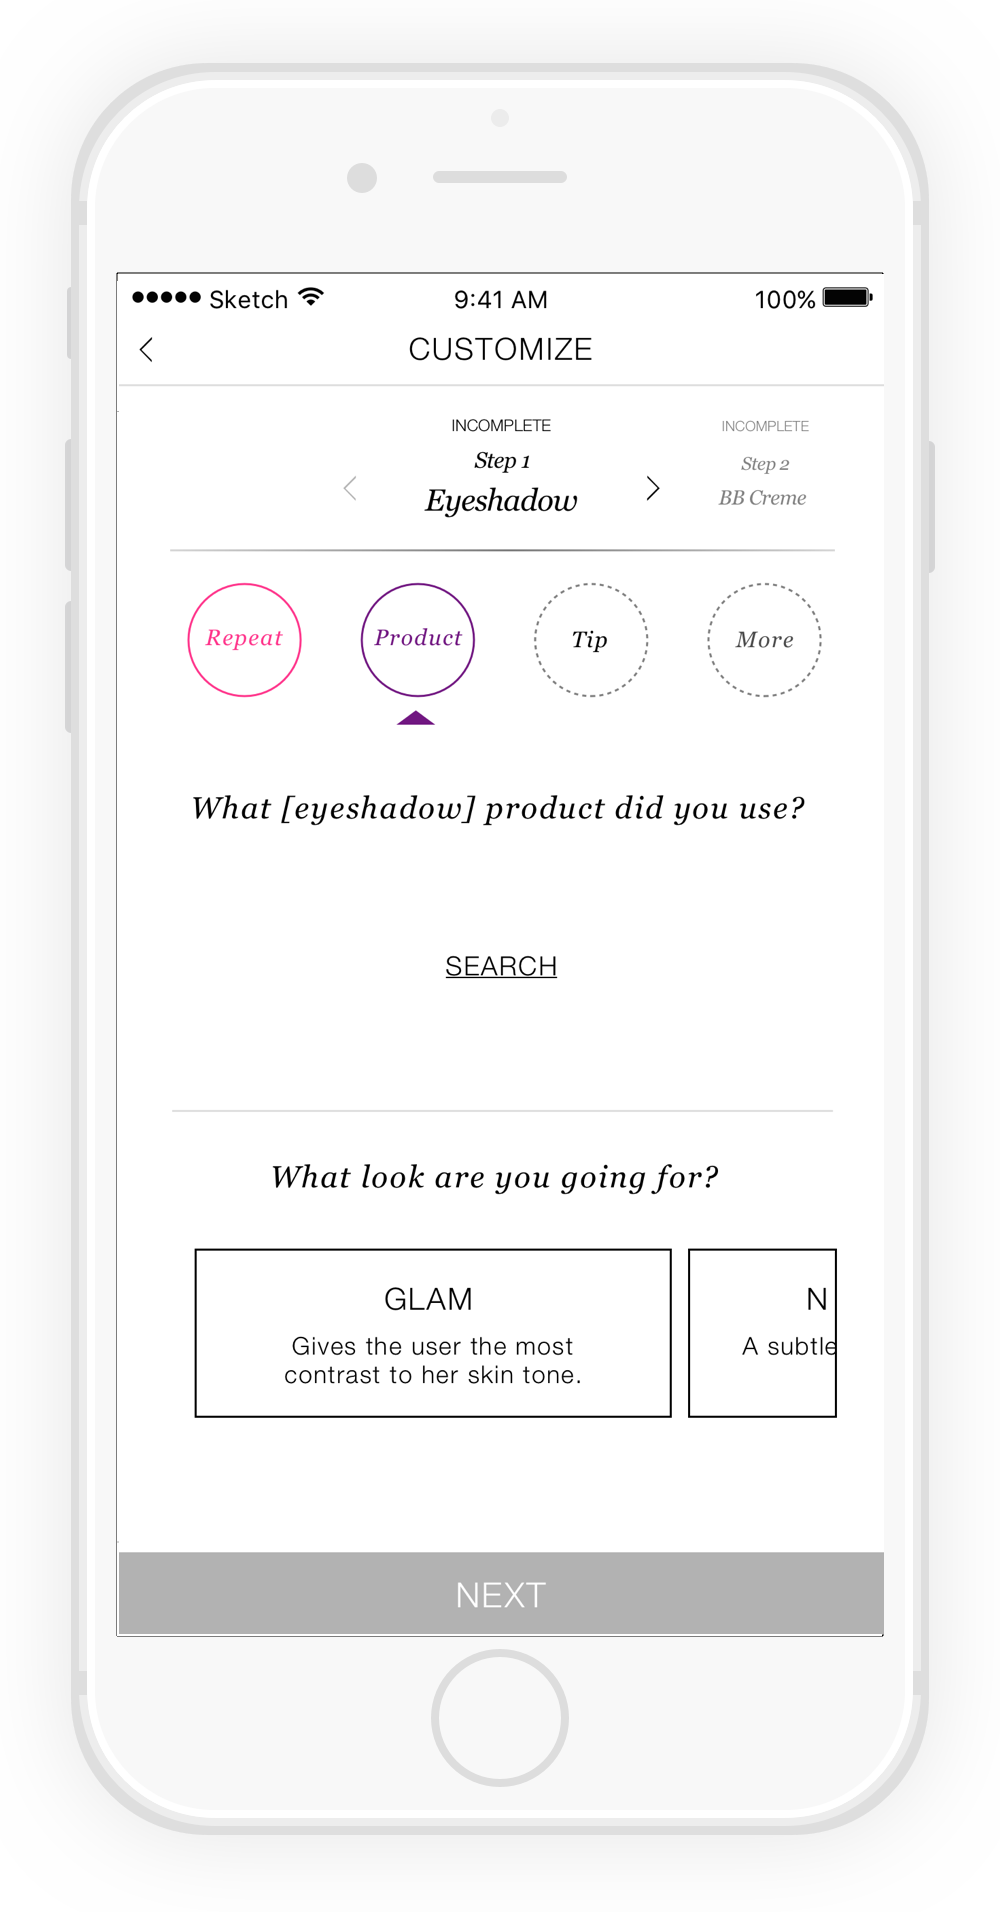 Sketch 9:41 AM 100%
CUSTOMIZE
INCOMPLETE
Step 1
Eyeshadow
INCOMPLETE
Step 2
BB Creme
Repeat Product Tip More
What [eyeshadow] product did you use?
SEARCH
What look are you going for?
GLAM
Gives the user the most
contrast to her skin tone.
N
A subtle
NEXT